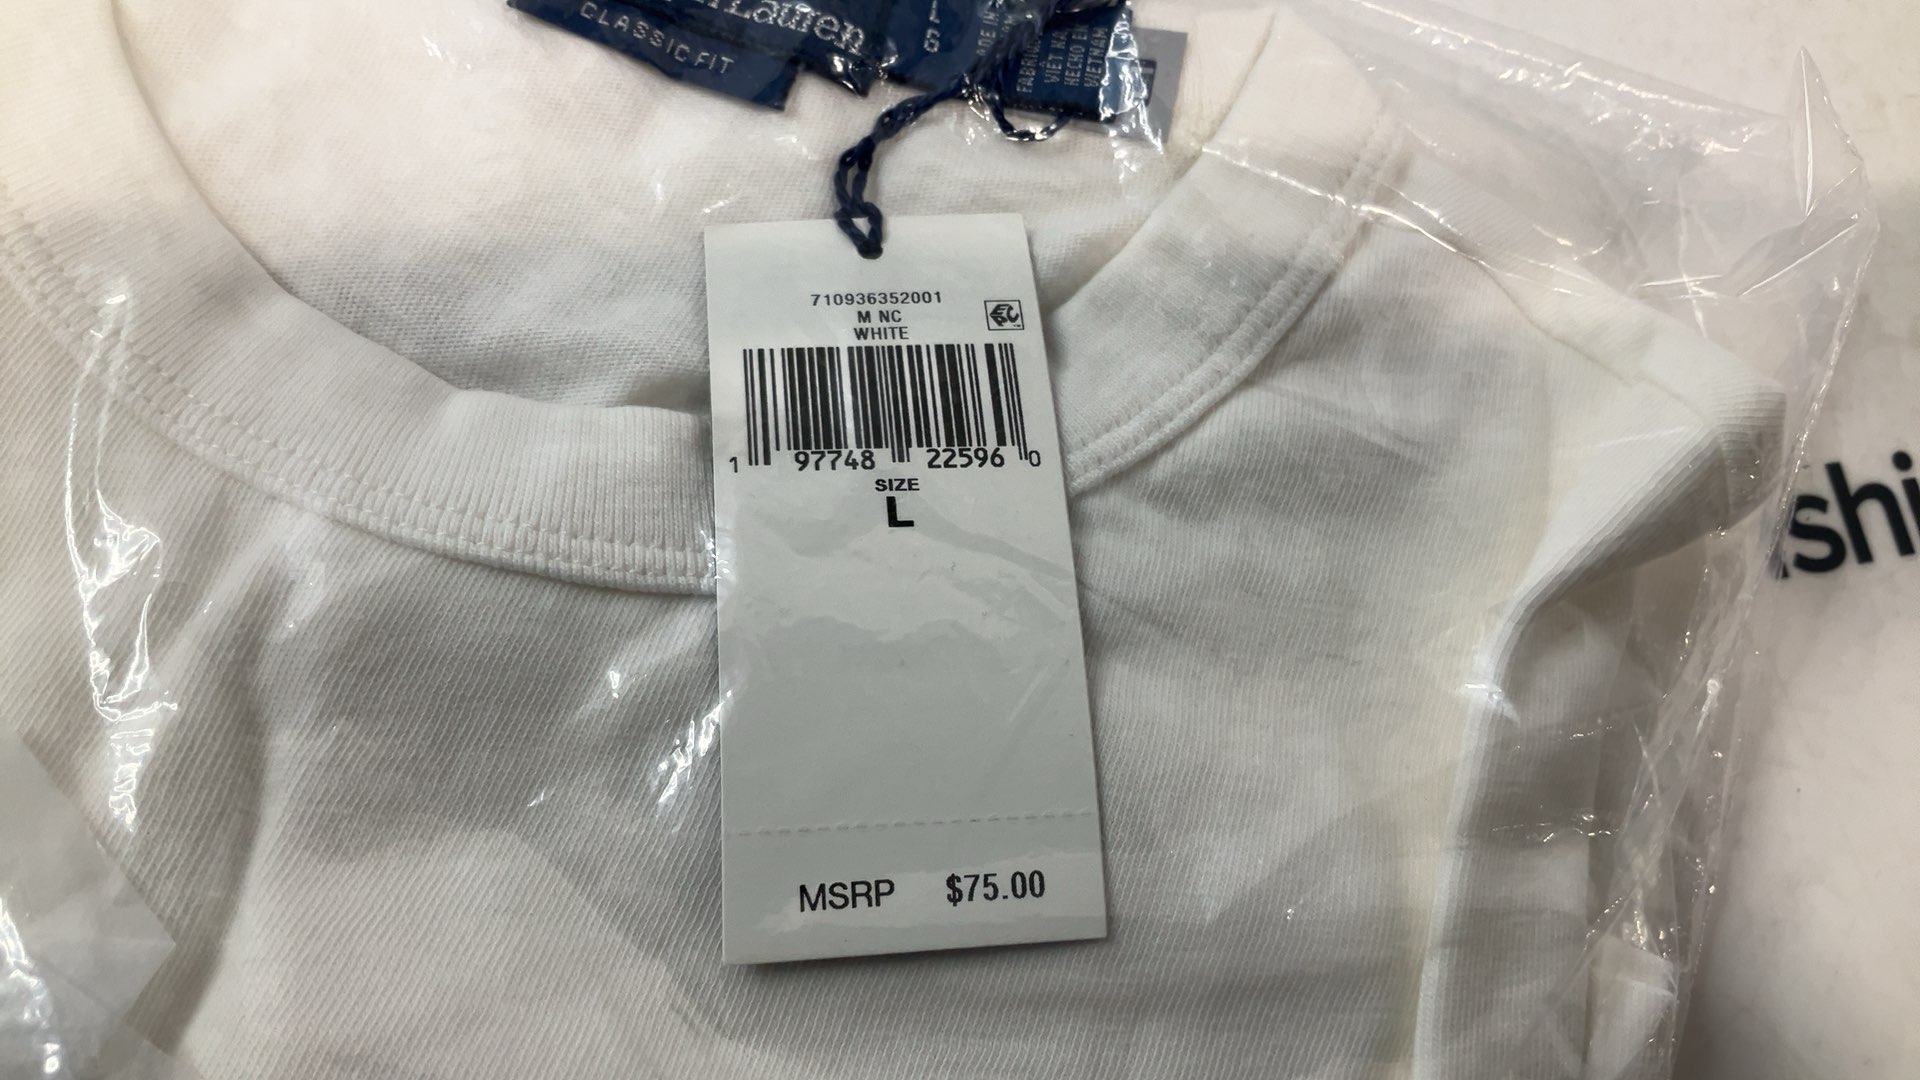 Lauren
CLASSIC FIT
L
G
VIET NAM
HECHO EN
VIETNAM
710936352001
M NC
WHITE
1 97748 22596 0
SIZE
L
MSRP $75.00
shi